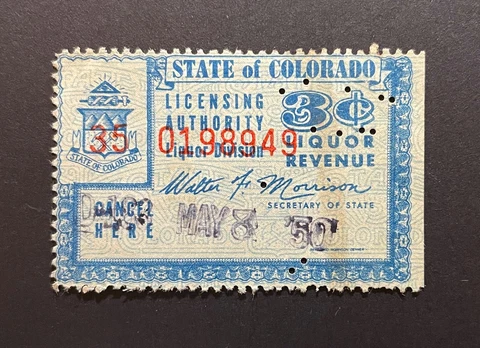 STATE of COLORADO
LICENSING
AUTHORITY
Liquor Division
3¢
LIQUOR
REVENUE
35 0198949
STATE OF COLORADO
Walter F. Morrison
SECRETARY OF STATE
CANCEL
HERE
MAY 8 '50